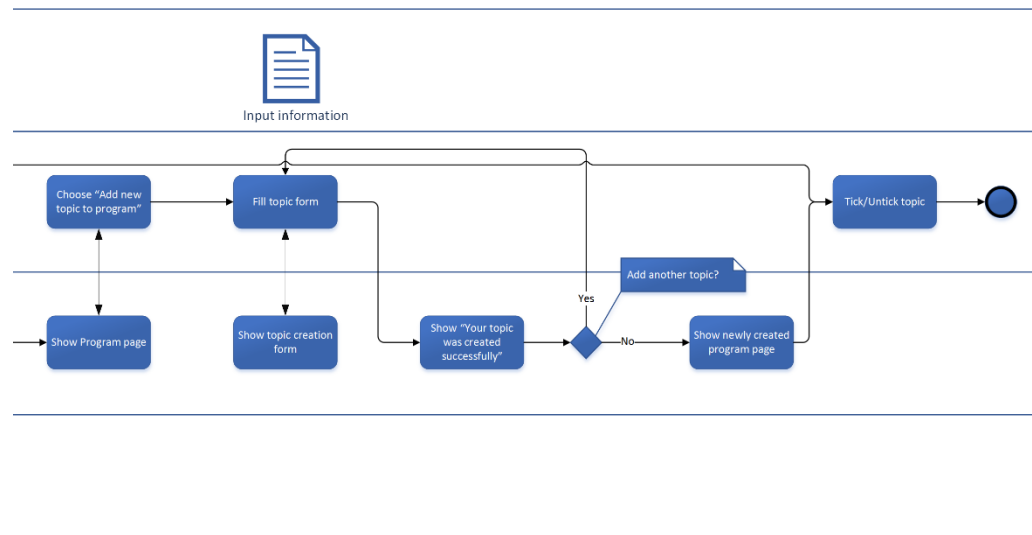 Input information
Choose “Add new
topic to program”
Fill topic form
Tick/Untick topic
Add another topic?
Yes
Show Program page
Show topic creation
form
Show “Your topic
was created
successfully”
No
Show newly created
program page